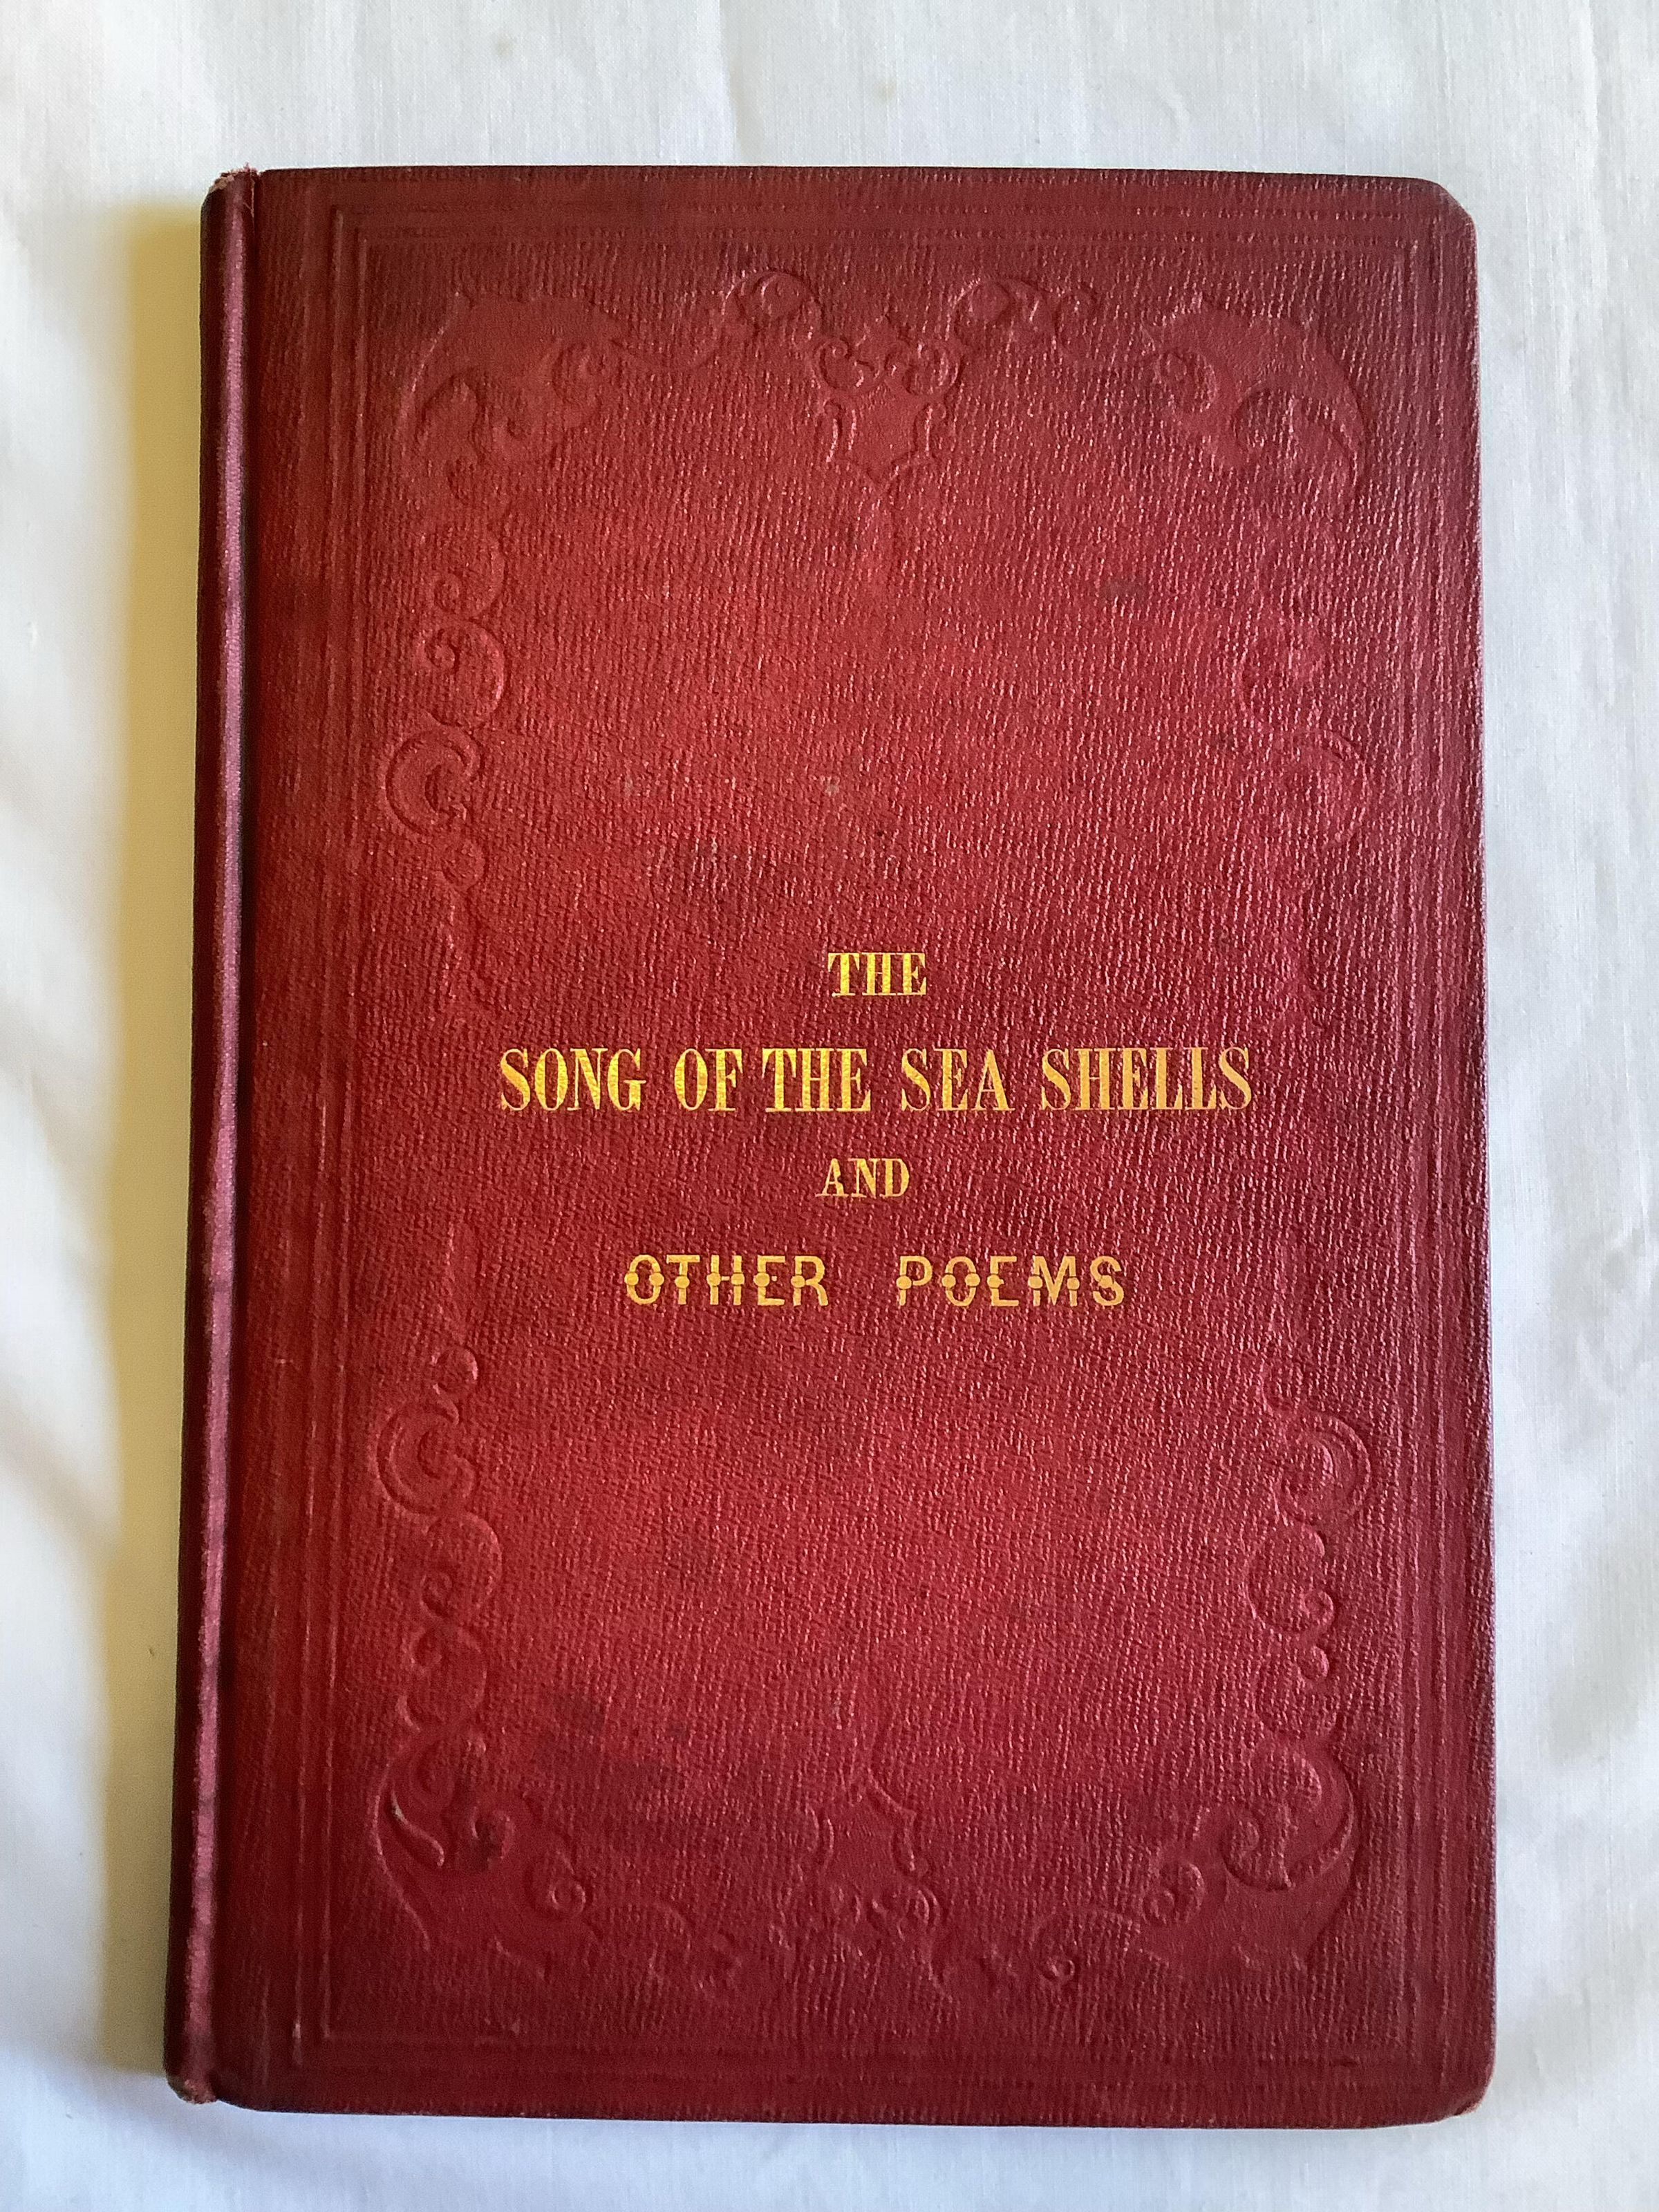 THE
SONG OF THE SEA SHELLS
AND
OTHER POEMS